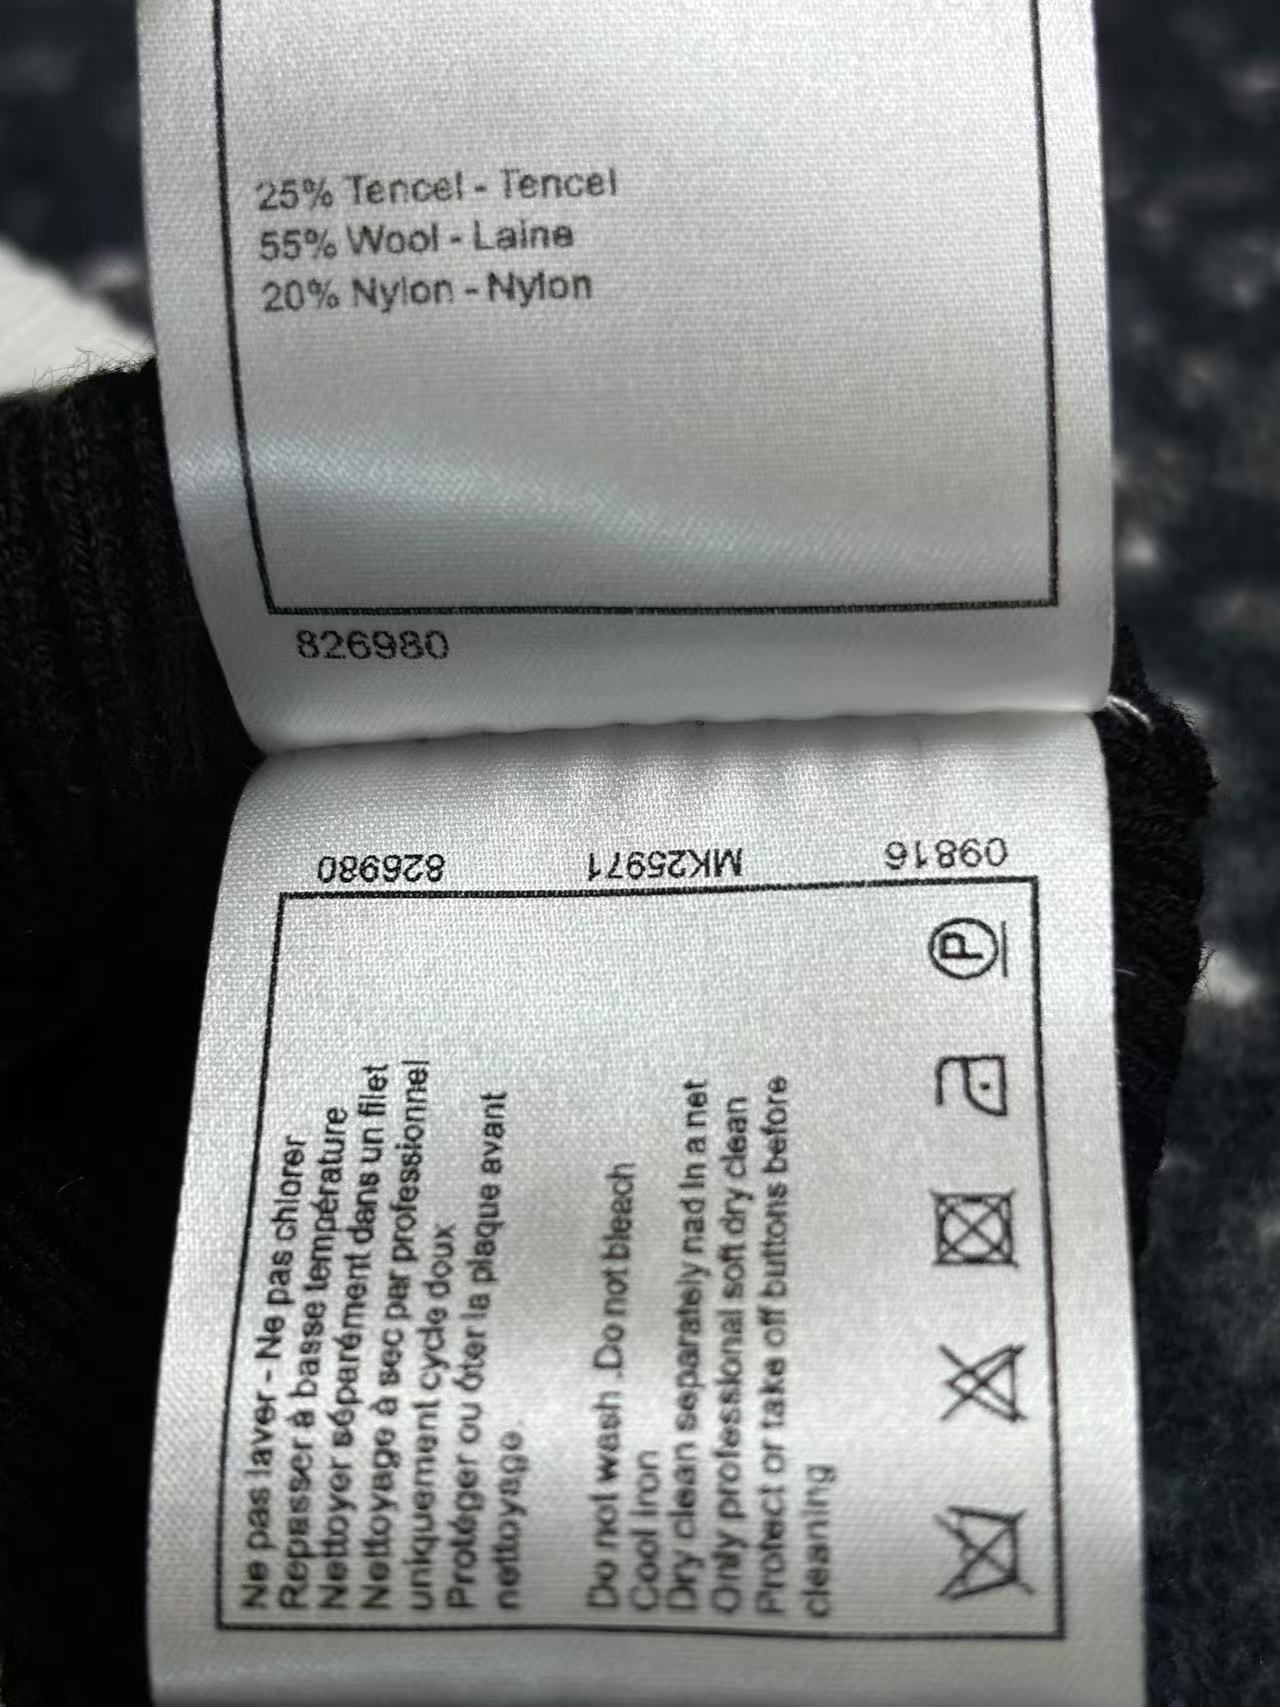 25% Tencel - Tencel
55% Wool - Laine
20% Nylon - Nylon
826980
826980
MK25971
09816
Ne pas laver - Ne pas chlorer
Repasser à basse température
Nettoyer séparément dans un filet
Nettoyage à sec par professionnel
uniquement cycle doux
Protéger ou ôter la plaque avant
nettoyage.
Do not wash .Do not bleach
Cool iron
Dry clean separately nad in a net
Only professional soft dry clean
Protect or take off buttons before
cleaning
P